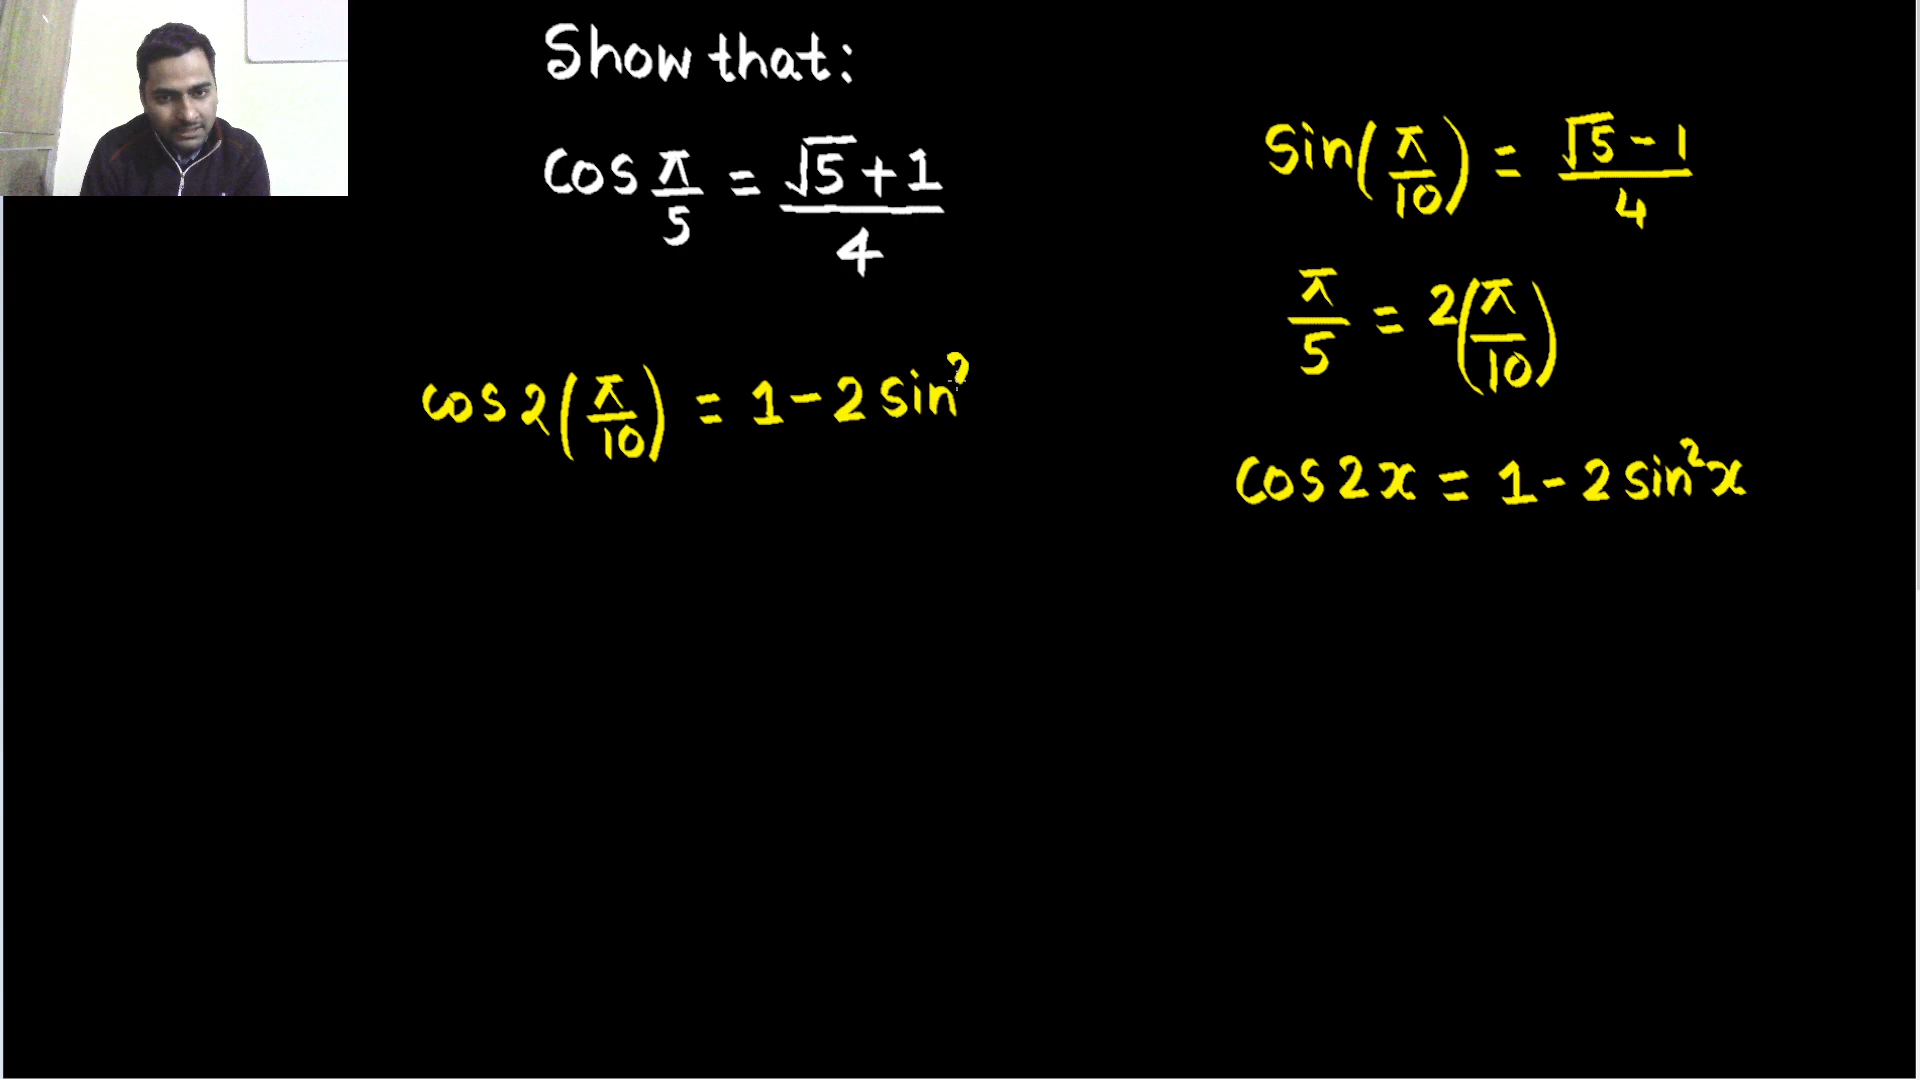 Show that:
cos π/5 = (√5 + 1)/4
cos 2(π/10) = 1 - 2 sin²
sin(π/10) = (√5 - 1)/4
π/5 = 2(π/10)
cos 2x = 1 - 2 sin²x